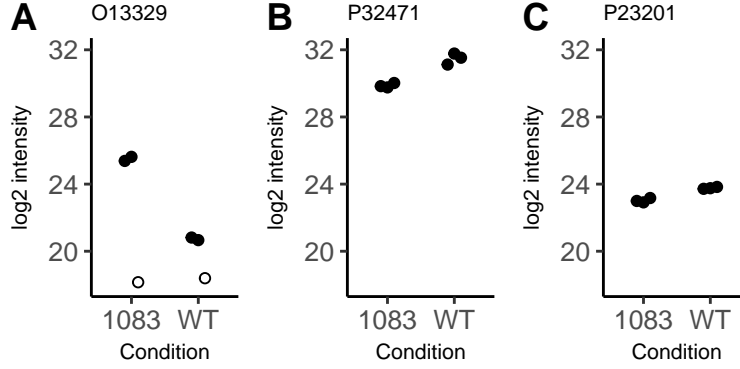 A
O13329
32
28
24
20
log2 intensity
1083 WT
Condition
B
P32471
32
28
24
20
log2 intensity
1083 WT
Condition
C
P23201
32
28
24
20
log2 intensity
1083 WT
Condition